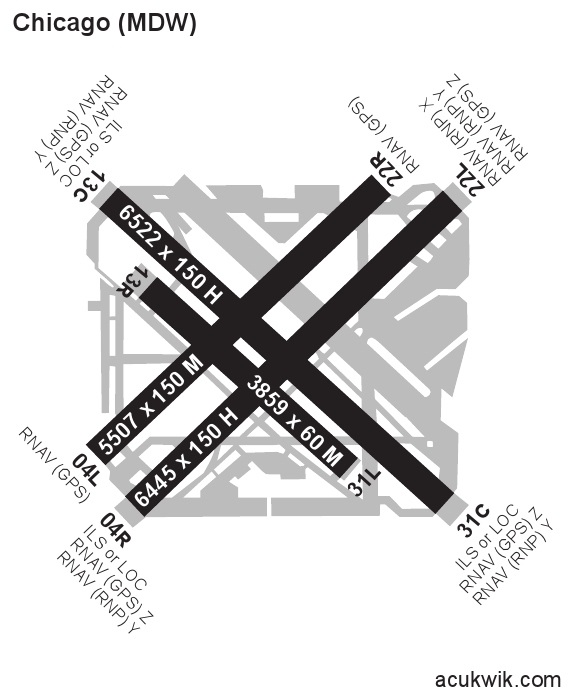 Chicago (MDW)
RNAV (RNP) Y
RNAV (GPS) Z
ILS or LOC
13C
RNAV (GPS)
22R
RNAV (GPS) Z
RNAV (RNP) Y
RNAV (RNP) X
22L
6522 x 150 H
13R
5507 x 150 M
3859 x 60 M
6445 x 150 H
04L
RNAV (GPS)
31L
04R
ILS or LOC
RNAV (GPS) Z
RNAV (RNP) Y
31C
ILS or LOC
RNAV (GPS) Z
RNAV (RNP) Y
acukwik.com